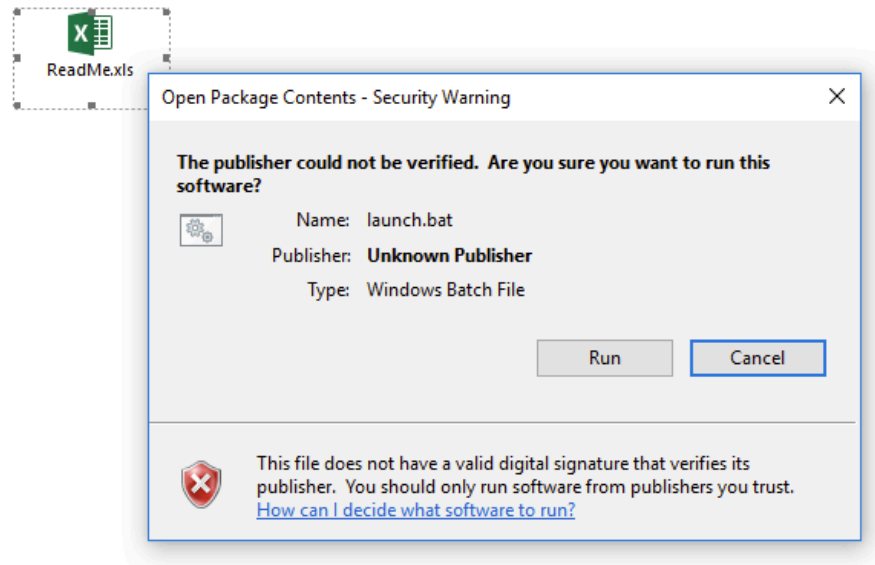 ReadMe.xls
Open Package Contents - Security Warning
The publisher could not be verified. Are you sure you want to run this
software?
Name: launch.bat
Publisher: Unknown Publisher
Type: Windows Batch File
Run Cancel
This file does not have a valid digital signature that verifies its
publisher. You should only run software from publishers you trust.
How can I decide what software to run?